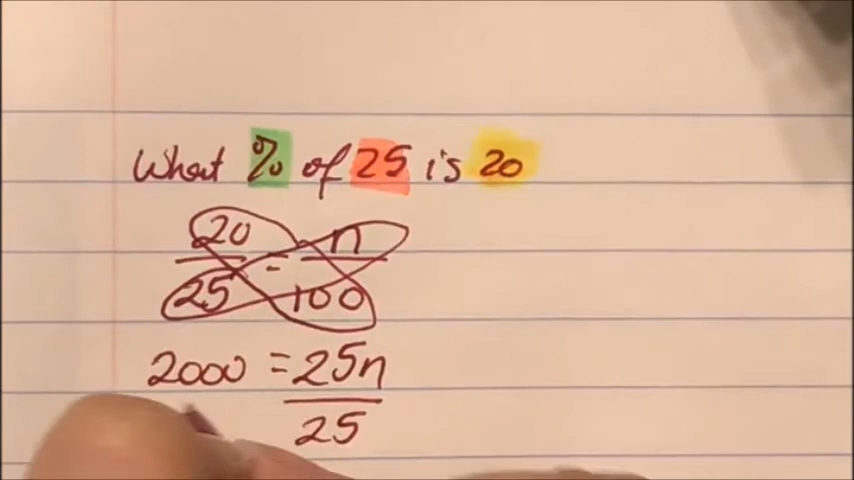 What % of 25 is 20
20/25 = n/100
2000 = 25n
25